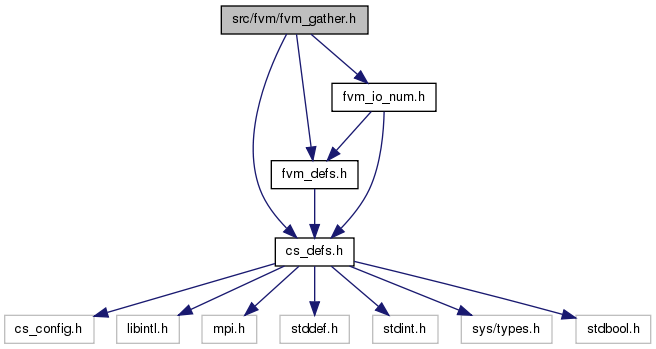 src/fvm/fvm_gather.h
fvm_io_num.h
fvm_defs.h
cs_defs.h
cs_config.h
libintl.h
mpi.h
stddef.h
stdint.h
sys/types.h
stdbool.h